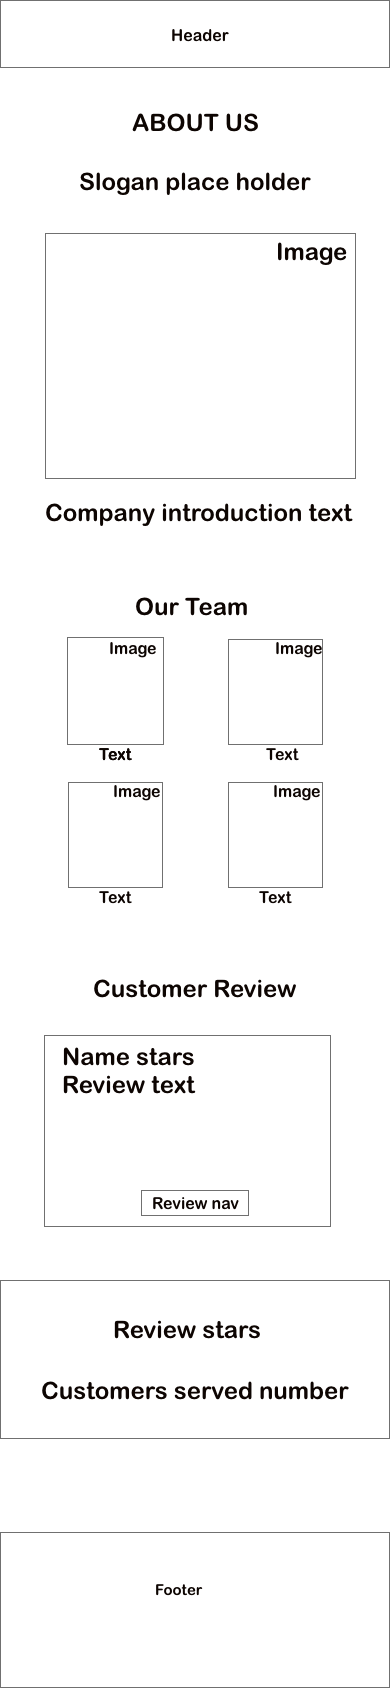 Header
ABOUT US
Slogan place holder
Image
Company introduction text
Our Team
Image
Image
Text
Text
Image
Image
Text
Text
Customer Review
Name stars
Review text
Review nav
Review stars
Customers served number
Footer